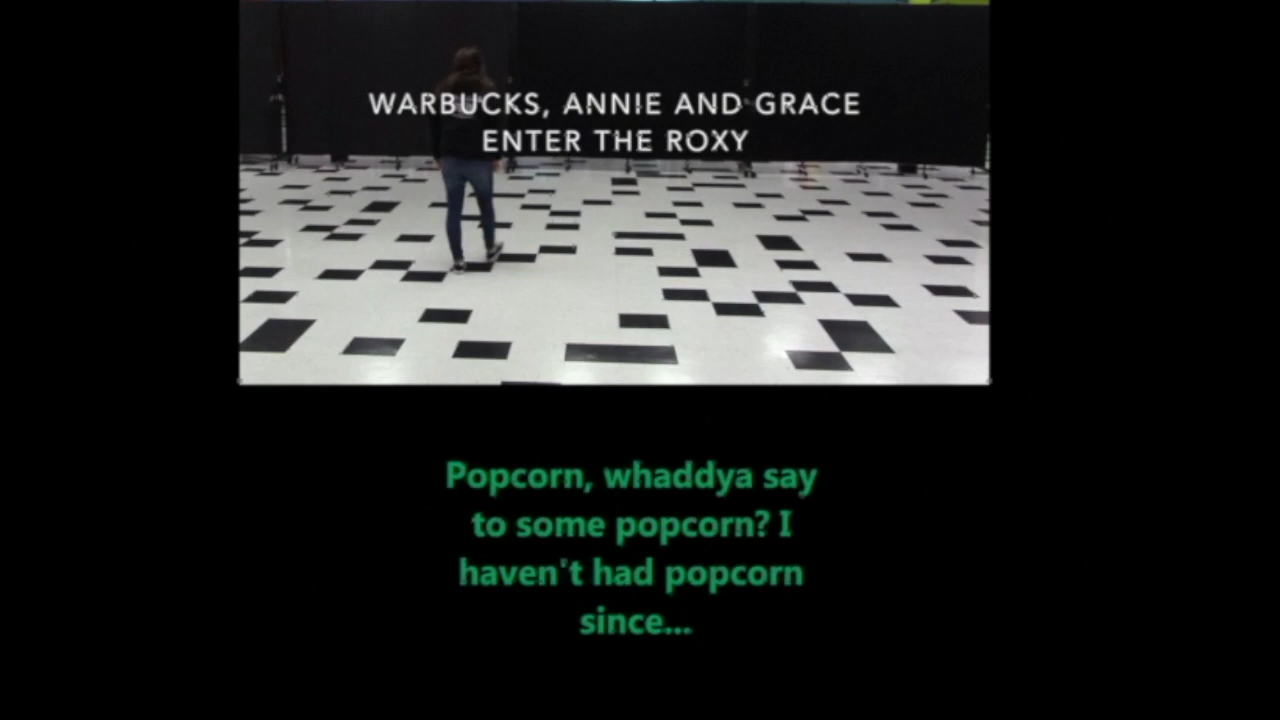 WARBUCKS, ANNIE AND GRACE
ENTER THE ROXY
Popcorn, whaddya say
to some popcorn? I
haven't had popcorn
since...